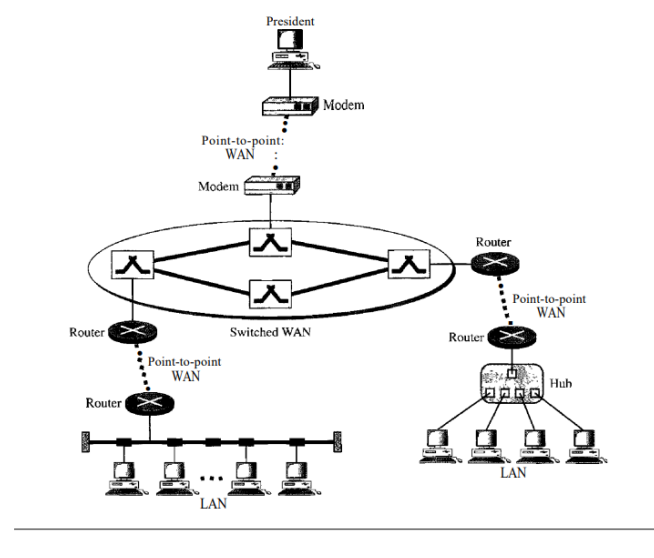 President
Modem
Point-to-point:
WAN
Modem
Router
Point-to-point
WAN
Switched WAN
Router
Router
Point-to-point
WAN
Hub
Router
LAN
LAN